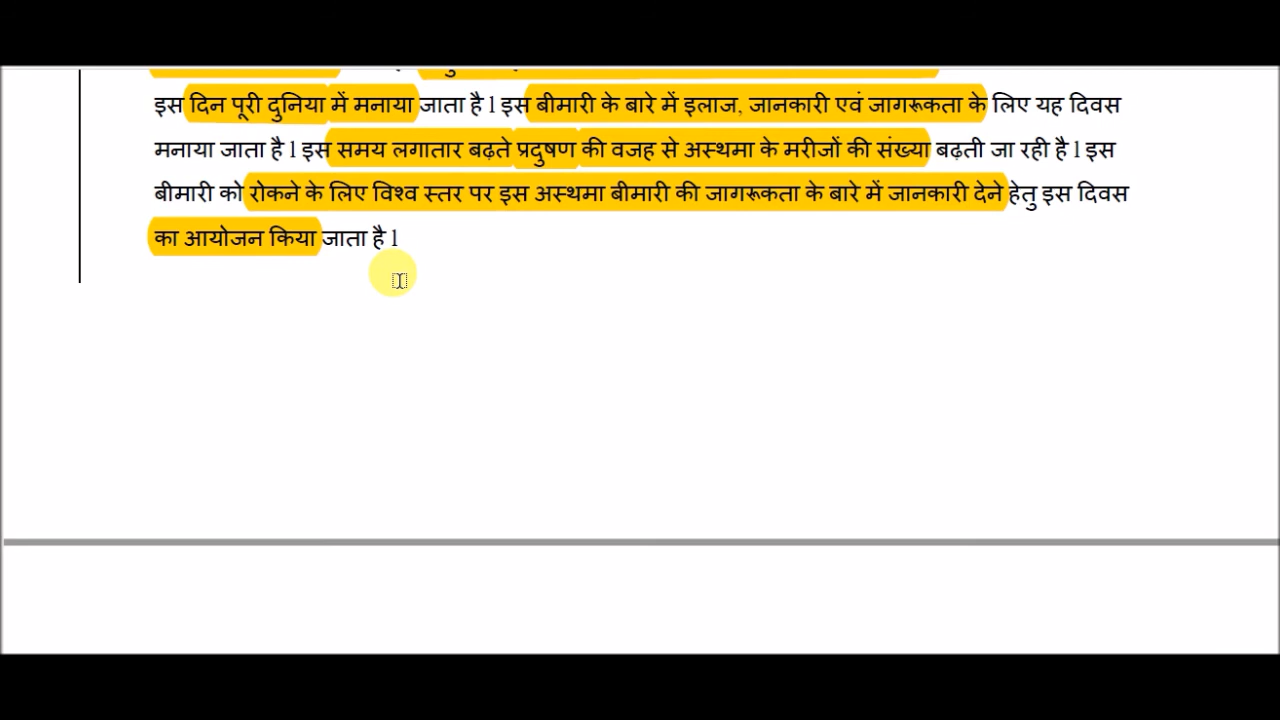 इस दिन पूरी दुनिया में मनाया जाता है l इस बीमारी के बारे में इलाज, जानकारी एवं जागरूकता के लिए यह दिवस
मनाया जाता है l इस समय लगातार बढ़ते प्रदुषण की वजह से अस्थमा के मरीजों की संख्या बढ़ती जा रही है l इस
बीमारी को रोकने के लिए विश्व स्तर पर इस अस्थमा बीमारी की जागरूकता के बारे में जानकारी देने हेतु इस दिवस
का आयोजन किया जाता है l